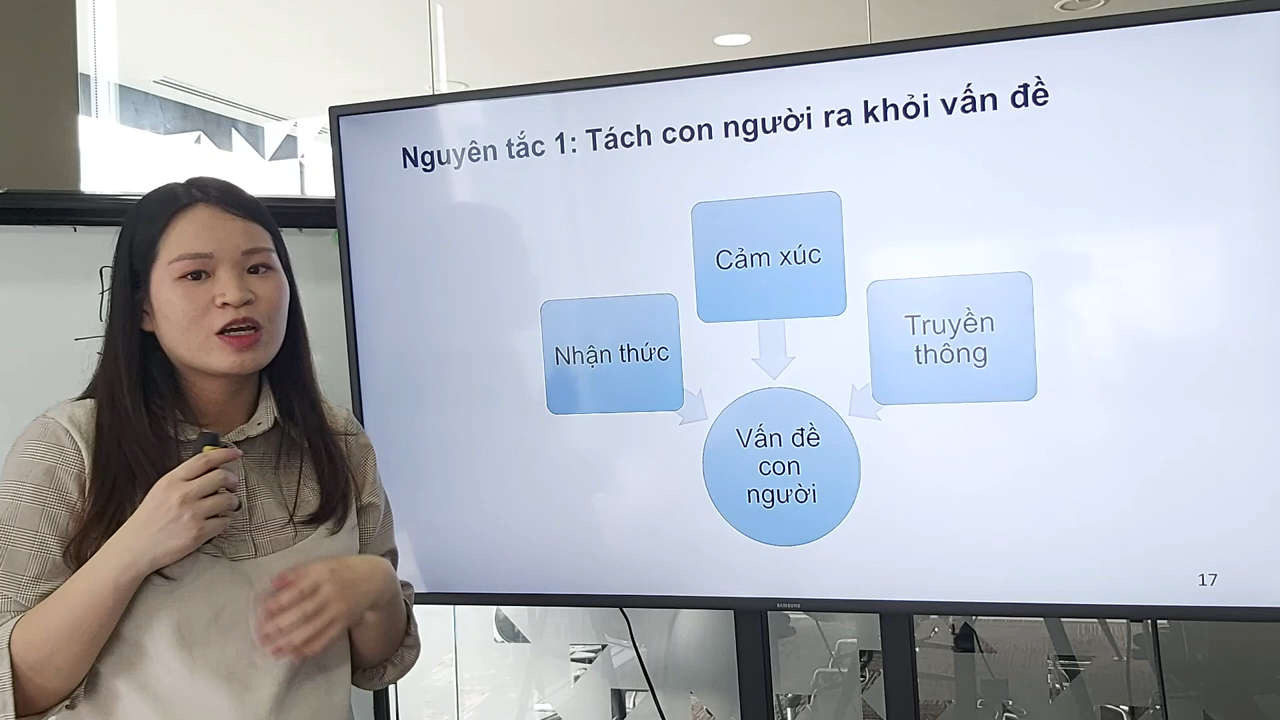 Nguyên tắc 1: Tách con người ra khỏi vấn đề
Cảm xúc
Nhận thức
Truyền
thông
Vấn đề
con
người
17
SAMSUNG